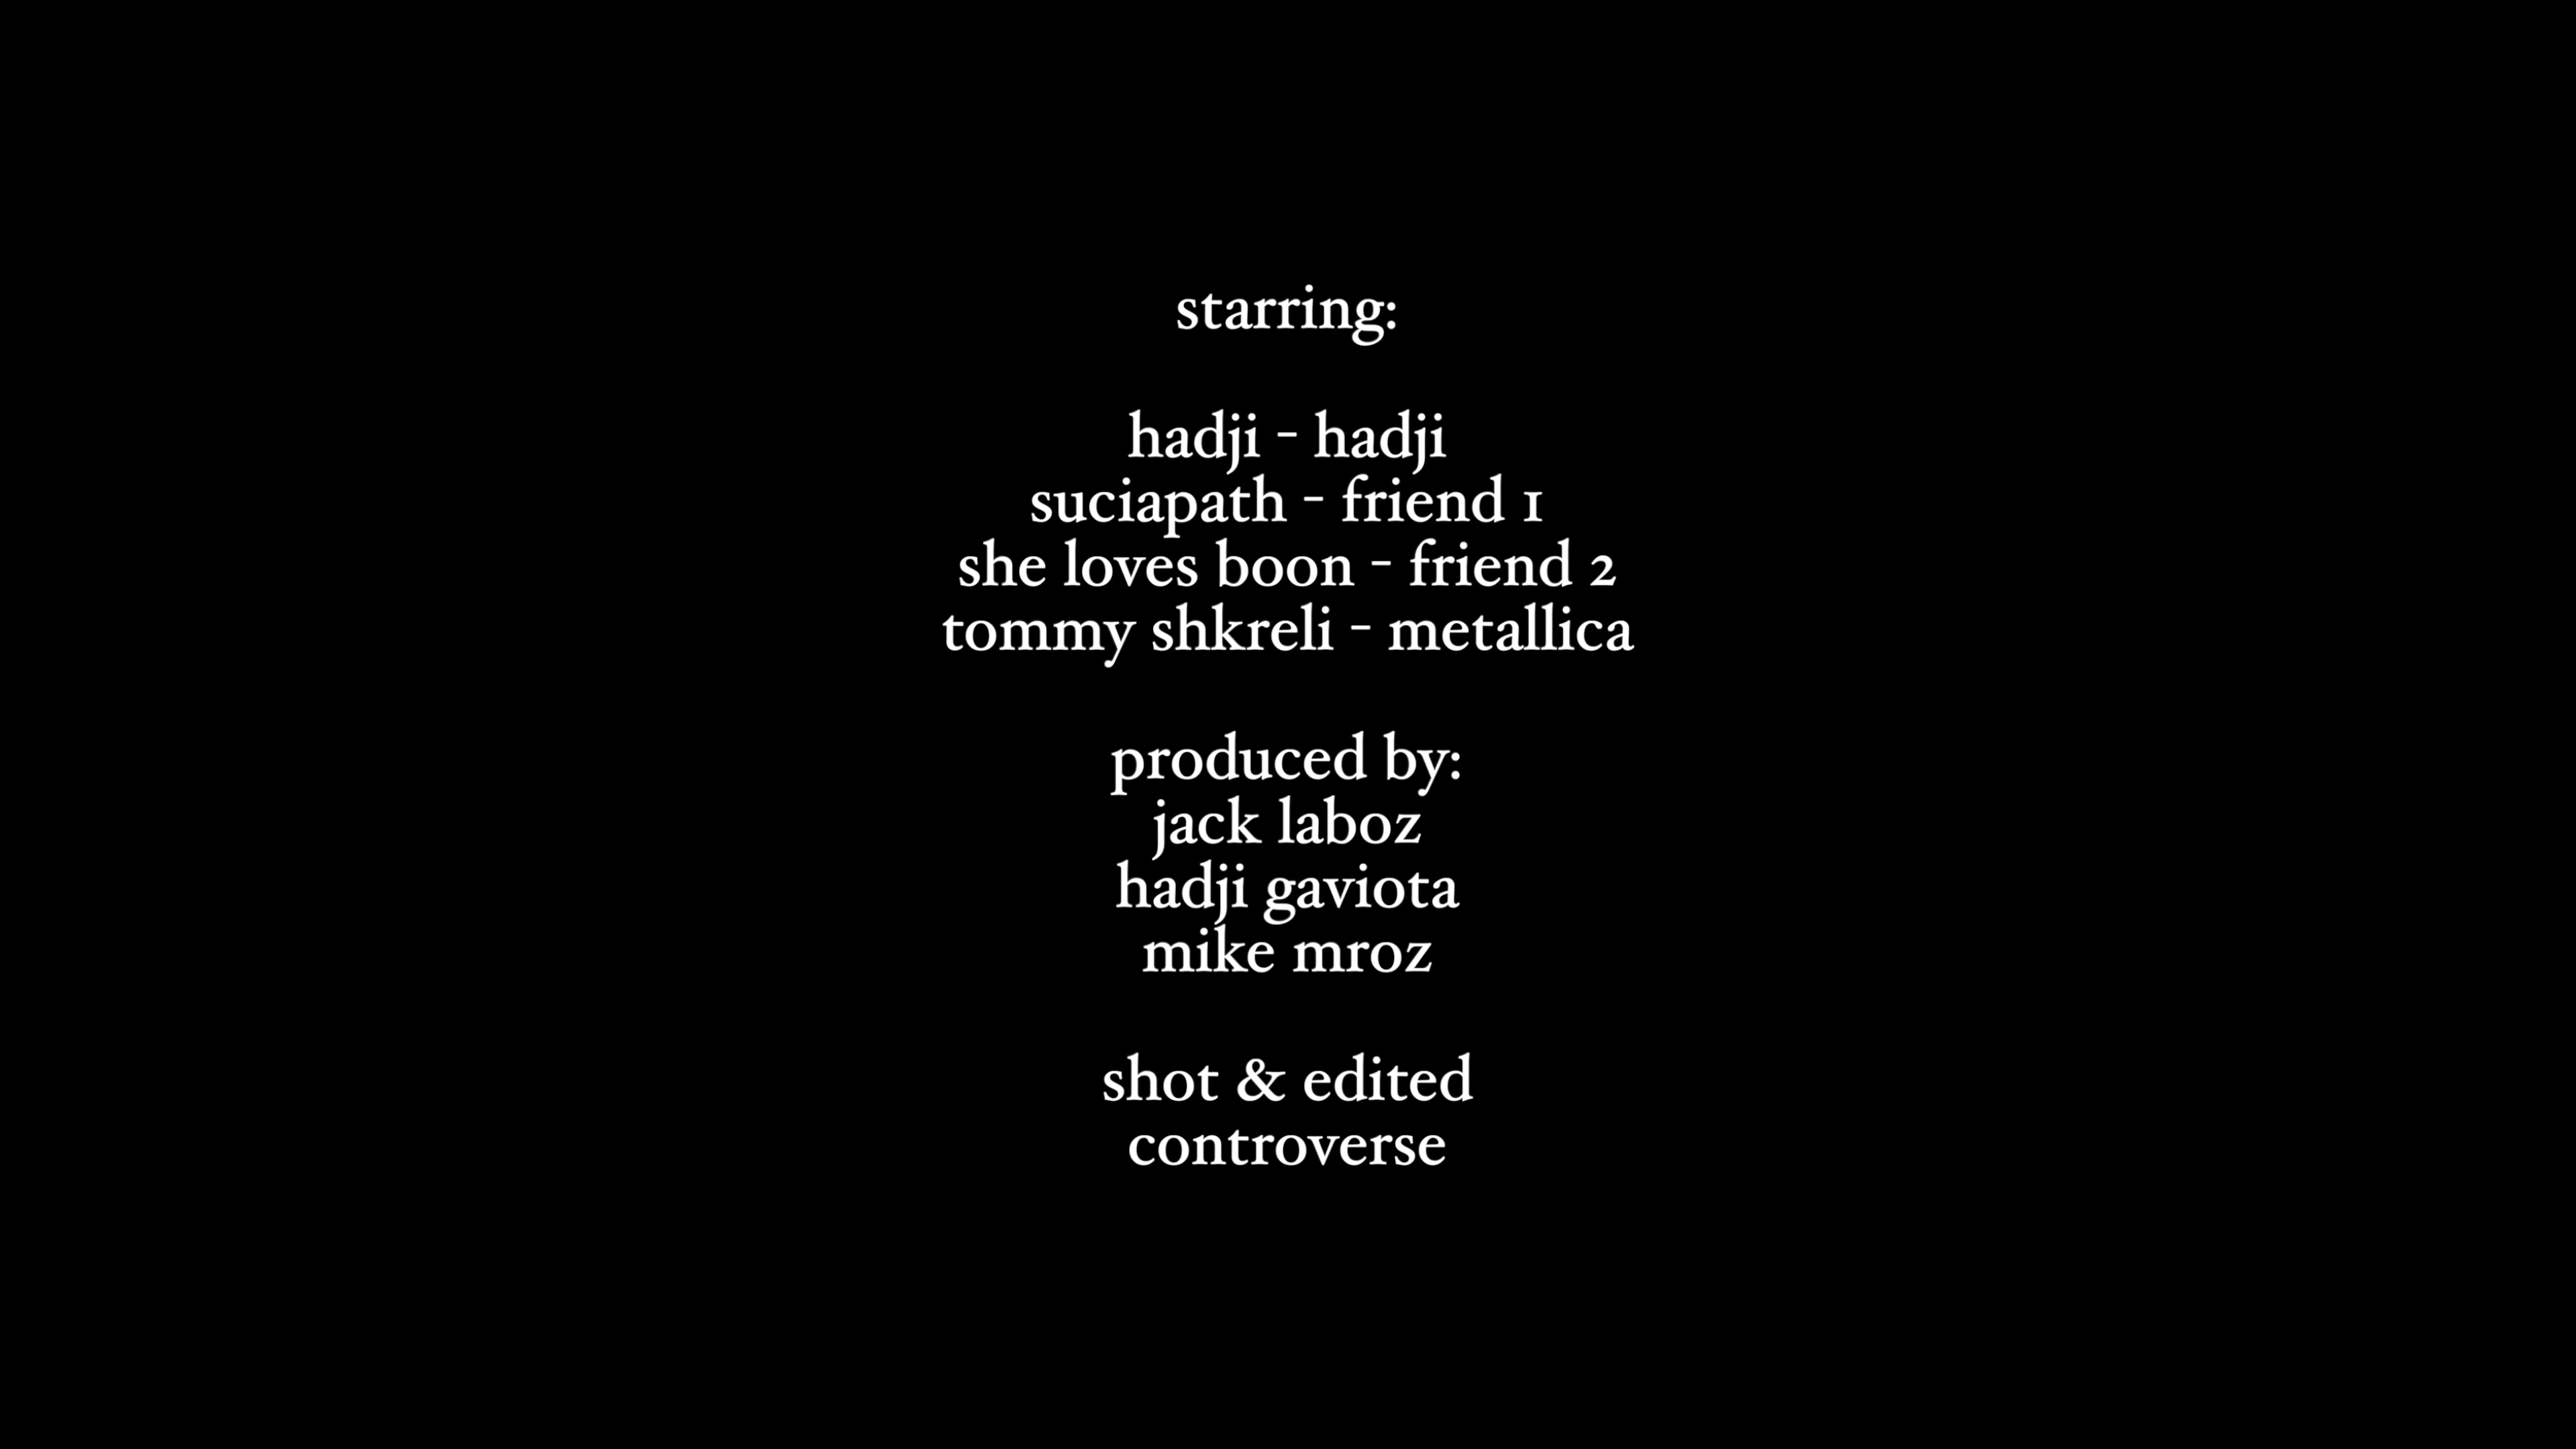 starring:
hadji - hadji
suciapath - friend 1
she loves boon - friend 2
tommy shkreli - metallica
produced by:
jack laboz
hadji gaviota
mike mroz
shot & edited
controverse